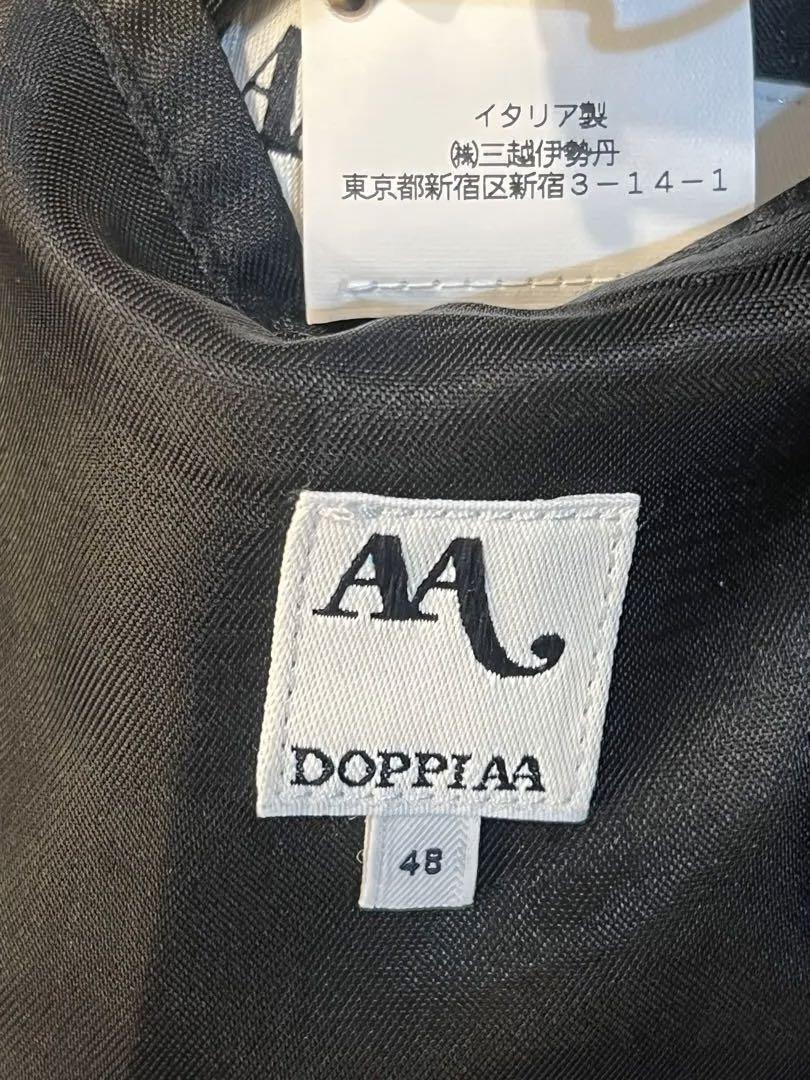 イタリア製
㈱三越伊勢丹
東京都新宿区新宿3-14-1
AA
DOPPIAA
48